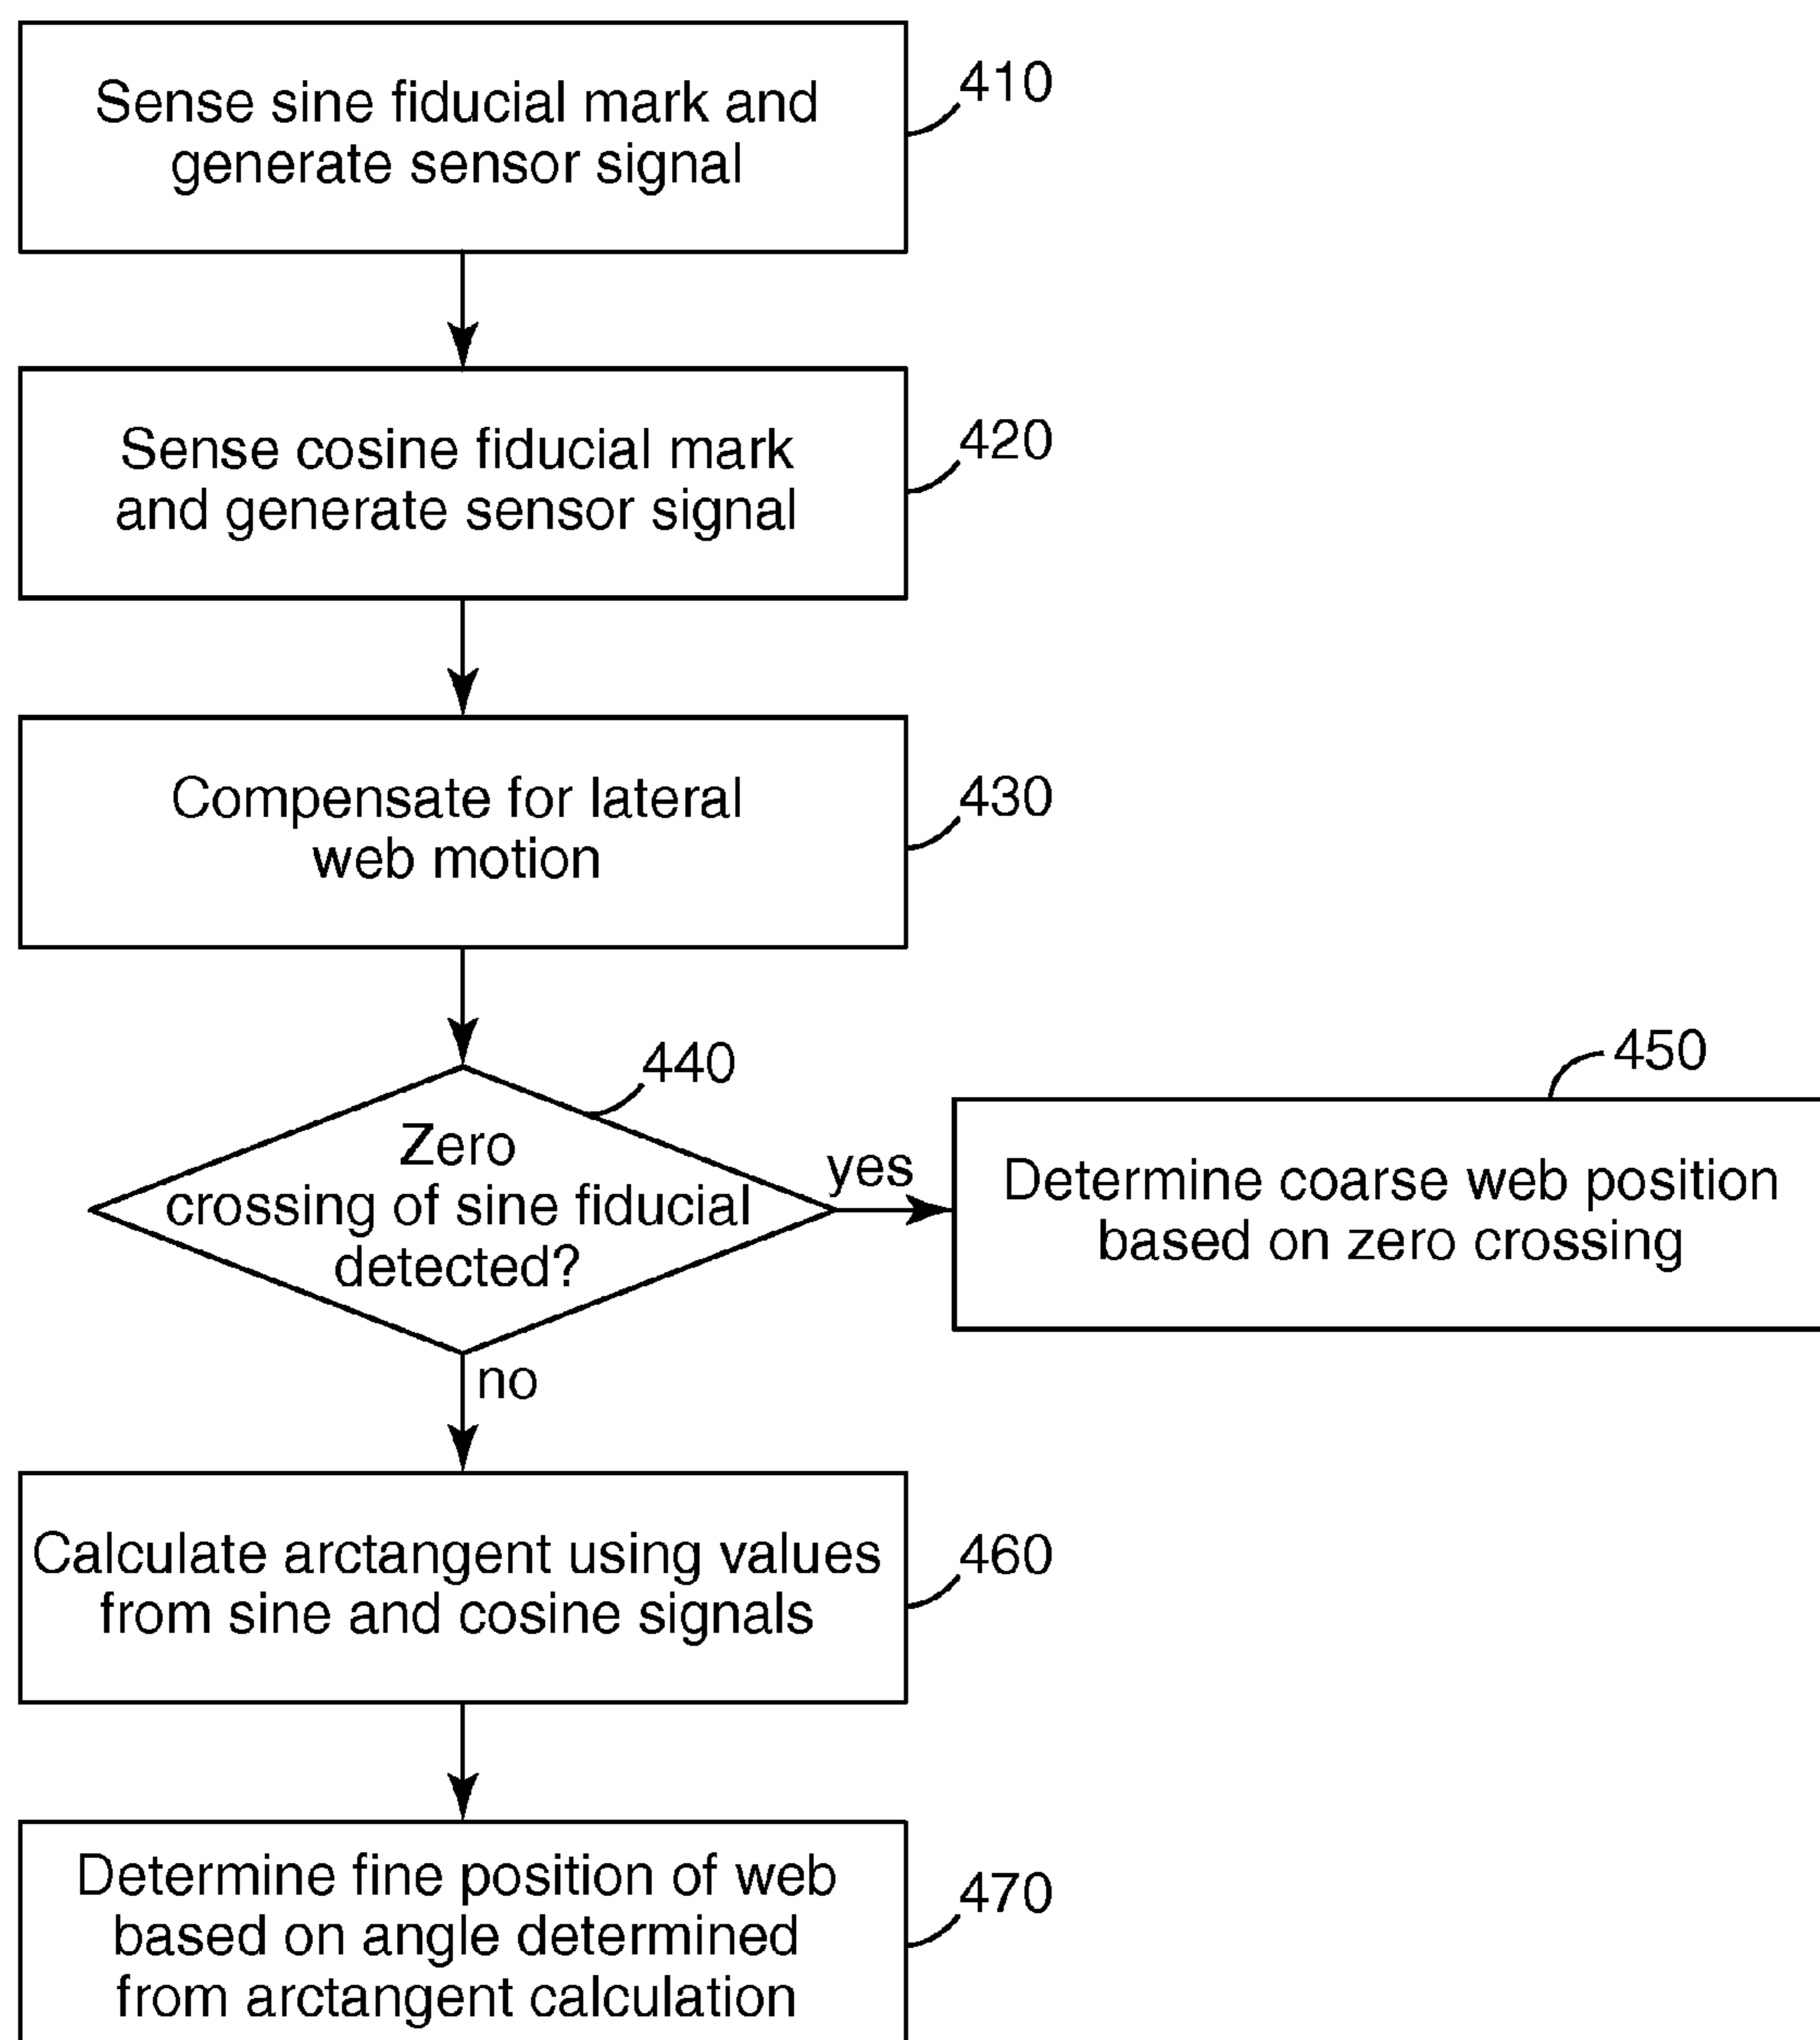 Sense sine fiducial mark and
generate sensor signal
410
Sense cosine fiducial mark
and generate sensor signal
420
Compensate for lateral
web motion
430
440
Zero
crossing of sine fiducial
detected?
yes
450
Determine coarse web position
based on zero crossing
no
Calculate arctangent using values
from sine and cosine signals
460
Determine fine position of web
based on angle determined
from arctangent calculation
470